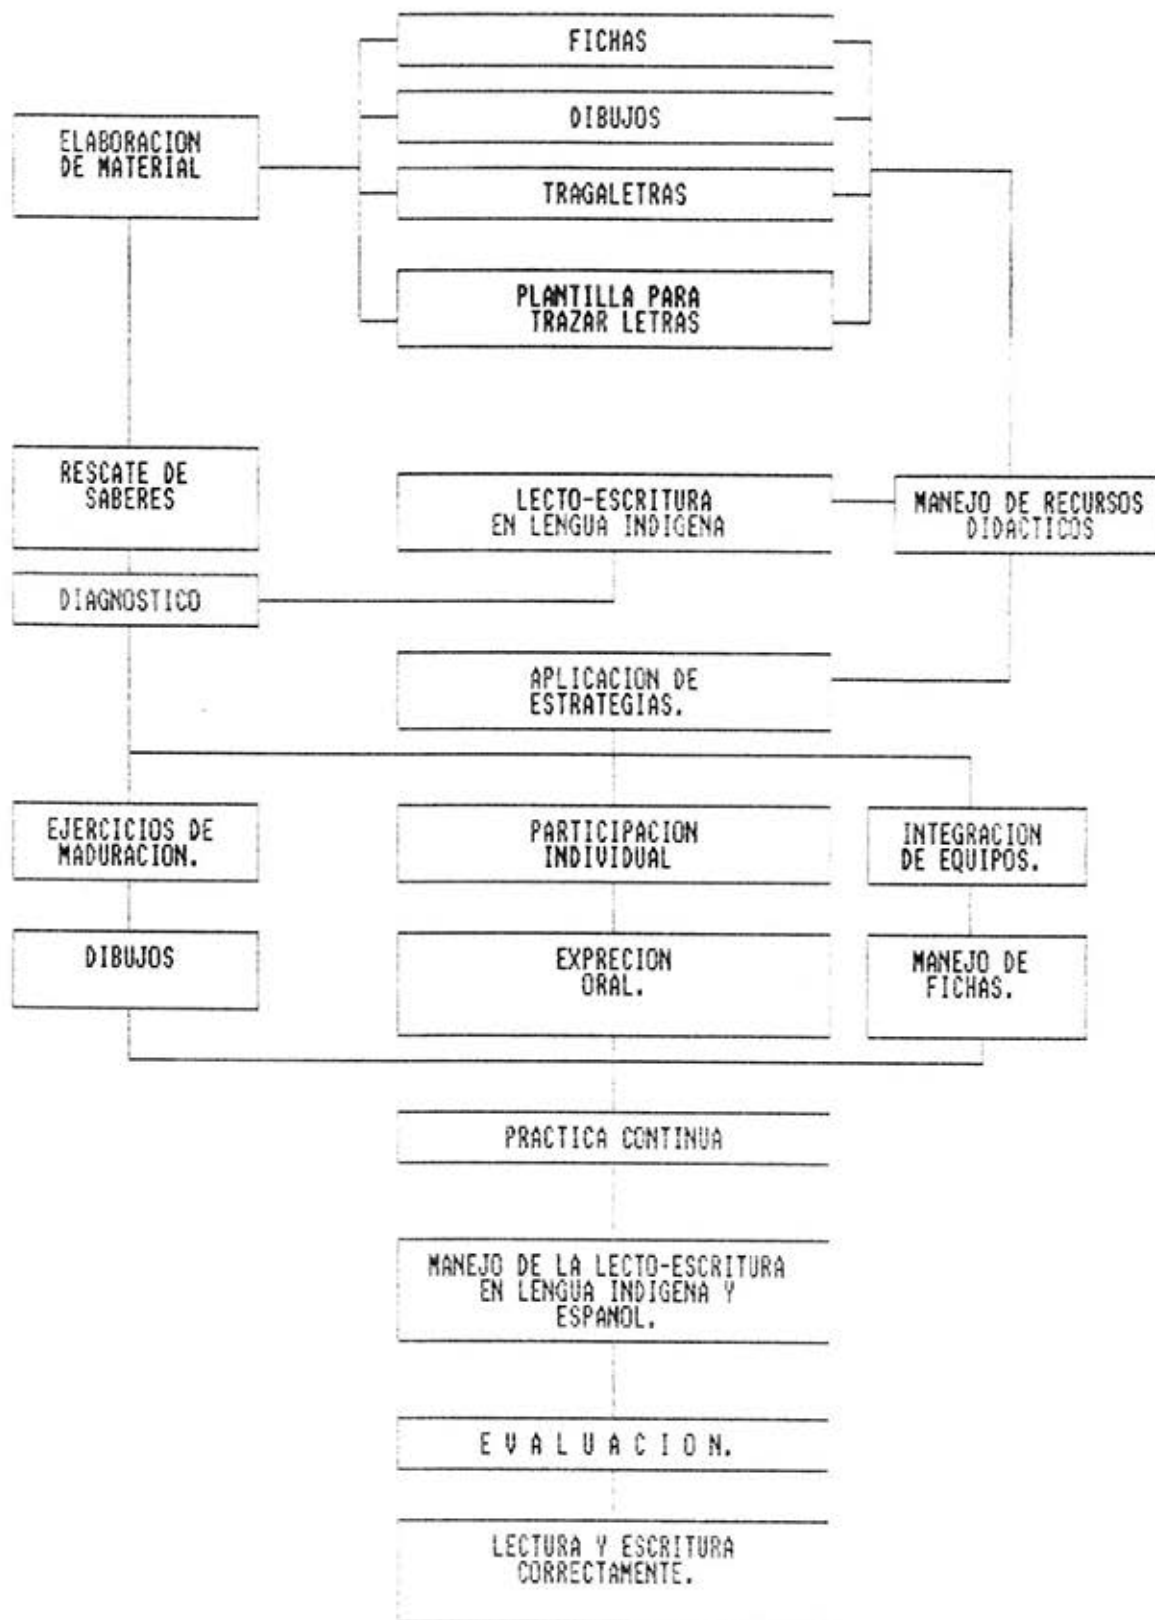 FICHAS
DIBUJOS
ELABORACION
DE MATERIAL
TRAGALETRAS
PLANTILLA PARA
TRAZAR LETRAS
RESCATE DE
SABERES
LECTO-ESCRITURA
EN LENGUA INDIGENA
MANEJO DE RECURSOS
DIDACTICOS
DIAGNOSTICO
APLICACION DE
ESTRATEGIAS.
EJERCICIOS DE
MADURACION.
PARTICIPACION
INDIVIDUAL
INTEGRACION
DE EQUIPOS.
DIBUJOS
EXPRECION
ORAL.
MANEJO DE
FICHAS.
PRACTICA CONTINUA
MANEJO DE LA LECTO-ESCRITURA
EN LENGUA INDIGENA Y
ESPANOL.
E V A L U A C I O N.
LECTURA Y ESCRITURA
CORRECTAMENTE.